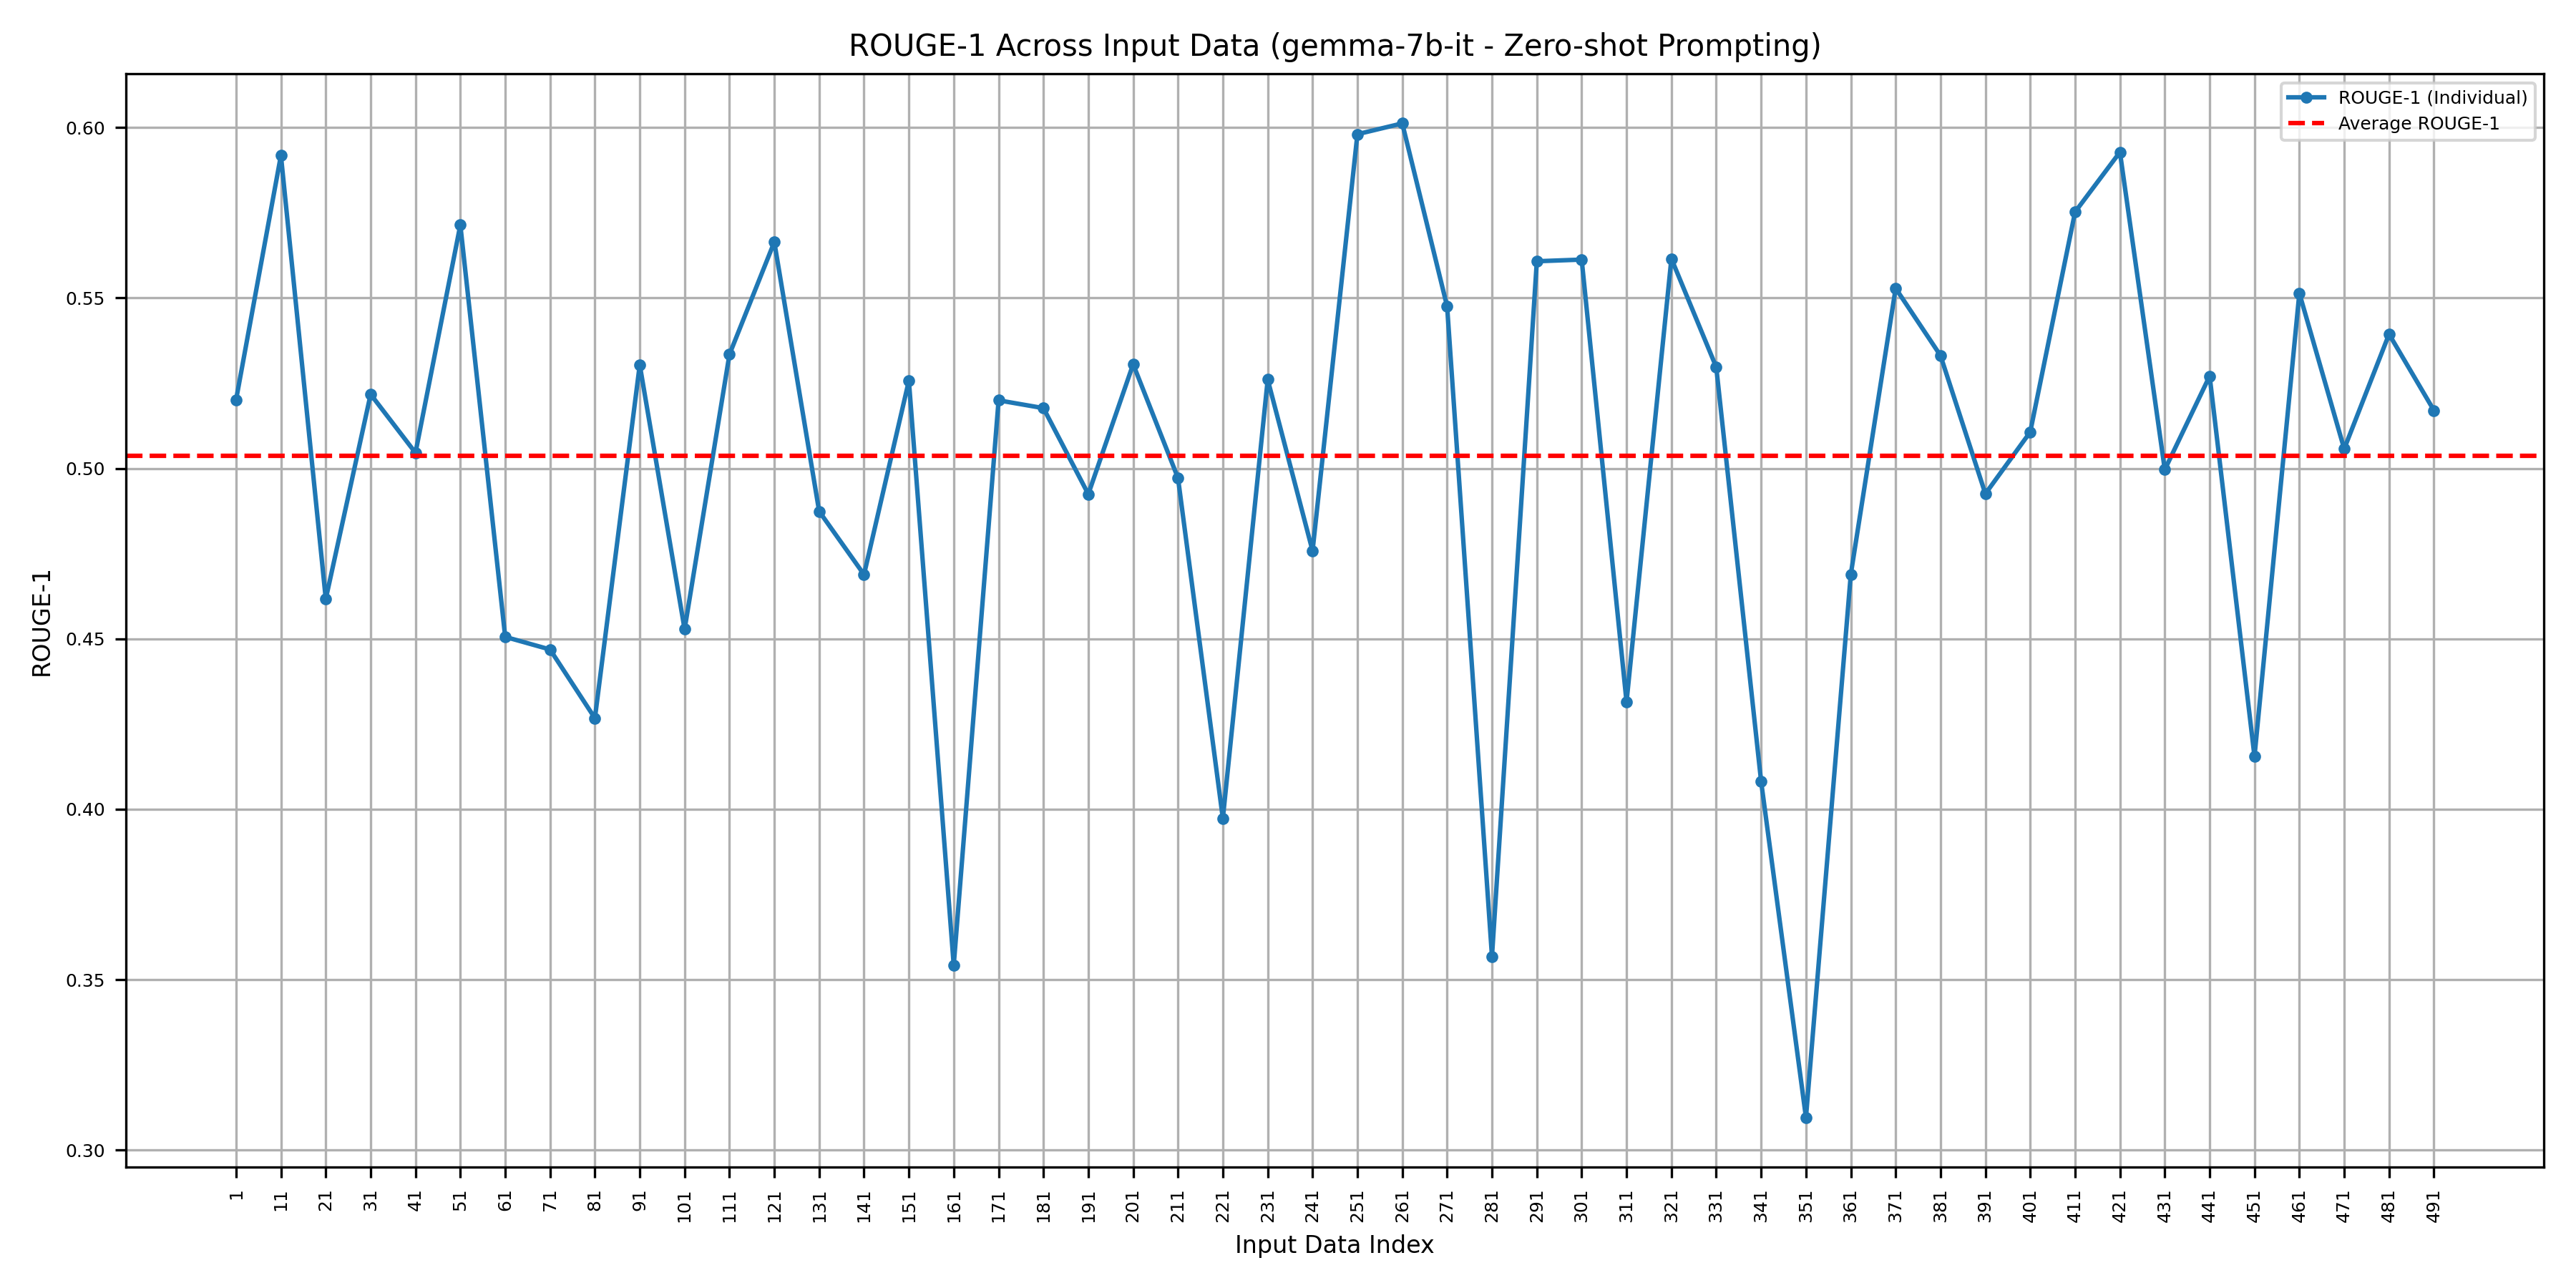 ROUGE-1 Across Input Data (gemma-7b-it - Zero-shot Prompting)
ROUGE-1 (Individual)
Average ROUGE-1
ROUGE-1
0.60
0.55
0.50
0.45
0.40
0.35
0.30
1 11 21 31 41 51 61 71 81 91 101 111 121 131 141 151 161 171 181 191 201 211 221 231 241 251 261 271 281 291 301 311 321 331 341 351 361 371 381 391 401 411 421 431 441 451 461 471 481 491
Input Data Index